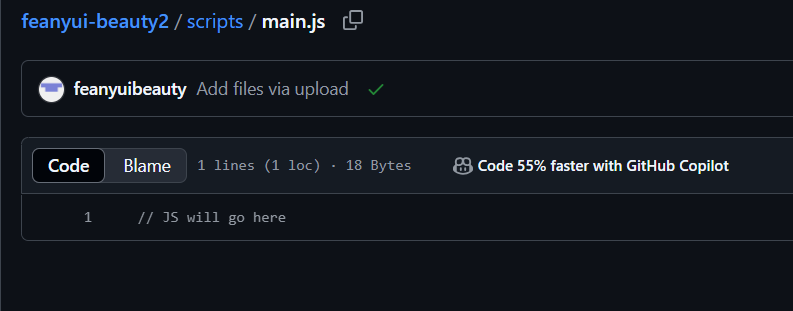 feanyui-beauty2 / scripts / main.js
feanyuibeauty Add files via upload
Code Blame 1 lines (1 loc) · 18 Bytes Code 55% faster with GitHub Copilot
1 // JS will go here